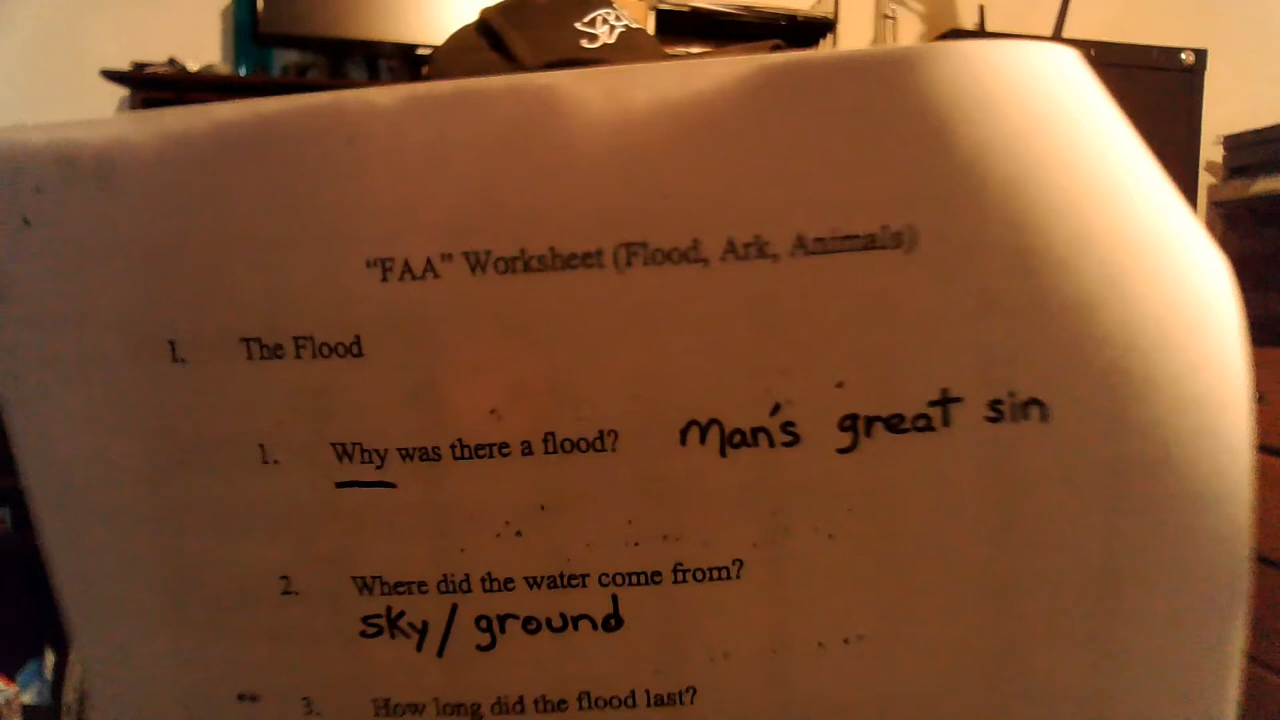 "FAA" Worksheet (Flood, Ark, Animals)
I. The Flood
1. Why was there a flood? Man's great sin
2. Where did the water come from?
sky/ground
** 3. How long did the flood last?